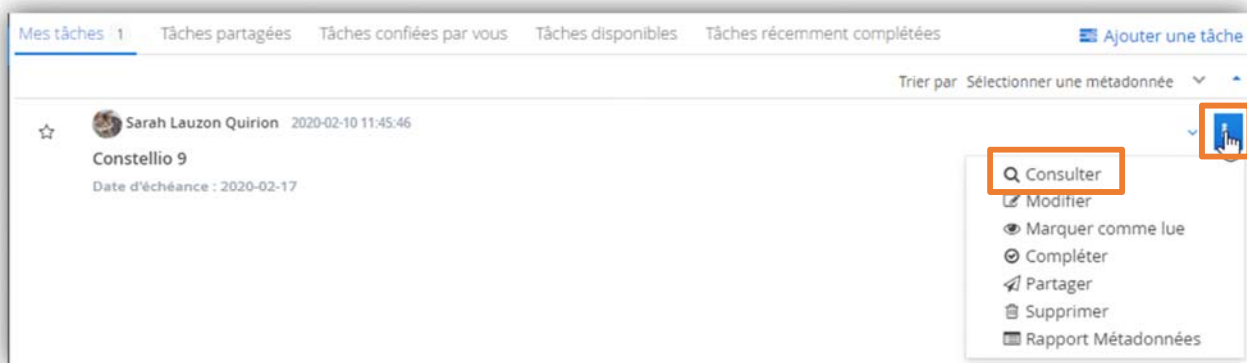 Mes tâches 1 Tâches partagées Tâches confiées par vous Tâches disponibles Tâches récemment complétées Ajouter une tâche
Trier par Sélectionner une métadonnée
Sarah Lauzon Quirion 2020-02-10 11:45:46
Constellio 9
Date d'échéance : 2020-02-17
Consulter
Modifier
Marquer comme lue
Compléter
Partager
Supprimer
Rapport Métadonnées